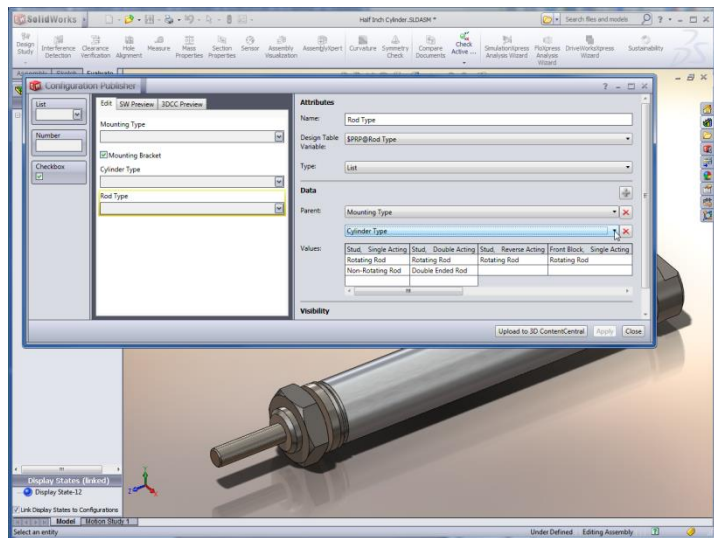 SolidWorks
Half Inch Cylinder.SLDASM *
Search files and models
Design Study
Interference Detection
Clearance Verification
Hole Alignment
Measure
Mass Properties
Section Properties
Sensor
Assembly Visualization
AssemblyXpert
Curvature
Symmetry Check
Compare Documents
Check Active ...
SimulationXpress Analysis Wizard
FloXpress Analysis Wizard
DriveWorksXpress Wizard
Sustainability
Assembly Sketch Evaluate
Configuration Publisher
List
Number
Checkbox
Edit SW Preview 3DCC Preview
Mounting Type
Mounting Bracket
Cylinder Type
Rod Type
Attributes
Name: Rod Type
Design Table Variable: $PRP@Rod Type
Type: List
Data
Parent: Mounting Type
Cylinder Type
Values: Stud, Single Acting Stud, Double Acting Stud, Reverse Acting Front Block, Single Acting
Rotating Rod Rotating Rod Rotating Rod Rotating Rod
Non-Rotating Rod Double Ended Rod
Visibility
Upload to 3D ContentCentral Apply Close
Display States (linked)
Display State-12
Link Display States to Configurations
Model Motion Study 1
Select an entity
Under Defined Editing Assembly